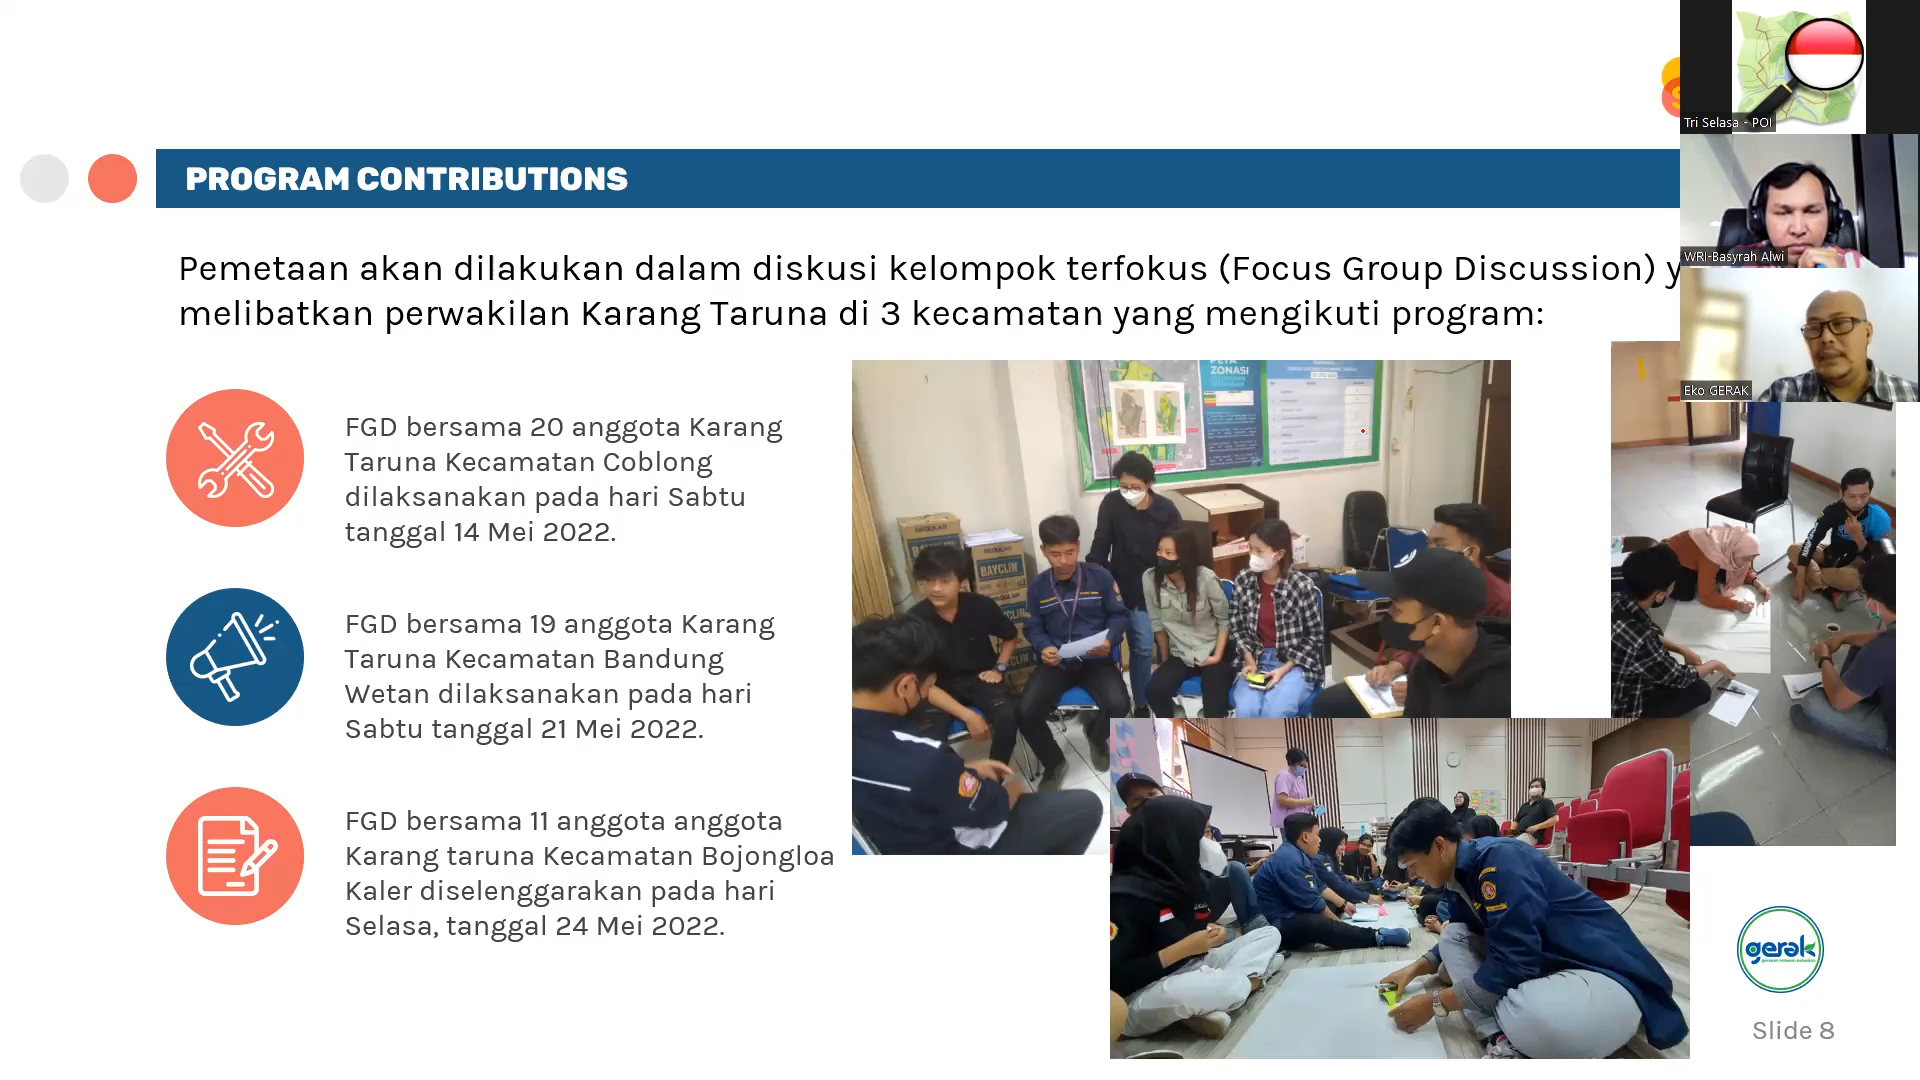 Tri Selasa - POI
PROGRAM CONTRIBUTIONS
WRI-Basyrah Alwi
Pemetaan akan dilakukan dalam diskusi kelompok terfokus (Focus Group Discussion) y
melibatkan perwakilan Karang Taruna di 3 kecamatan yang mengikuti program:
Eko GERAK
FGD bersama 20 anggota Karang
Taruna Kecamatan Coblong
dilaksanakan pada hari Sabtu
tanggal 14 Mei 2022.
FGD bersama 19 anggota Karang
Taruna Kecamatan Bandung
Wetan dilaksanakan pada hari
Sabtu tanggal 21 Mei 2022.
FGD bersama 11 anggota anggota
Karang taruna Kecamatan Bojongloa
Kaler diselenggarakan pada hari
Selasa, tanggal 24 Mei 2022.
ZONASI
REGULAR
BAYCLIN
gerak
Slide 8